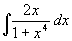 ∫ 2x / (1 + x⁴) dx